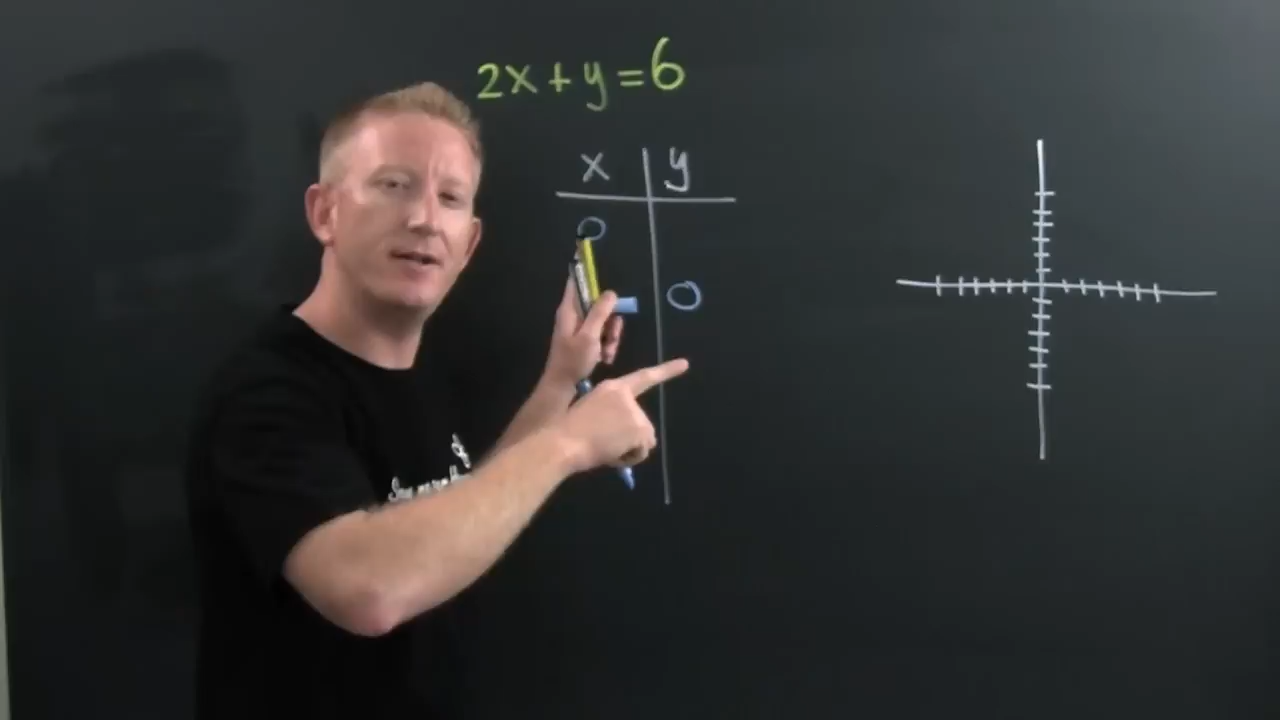 2x + y = 6
x y
0
0